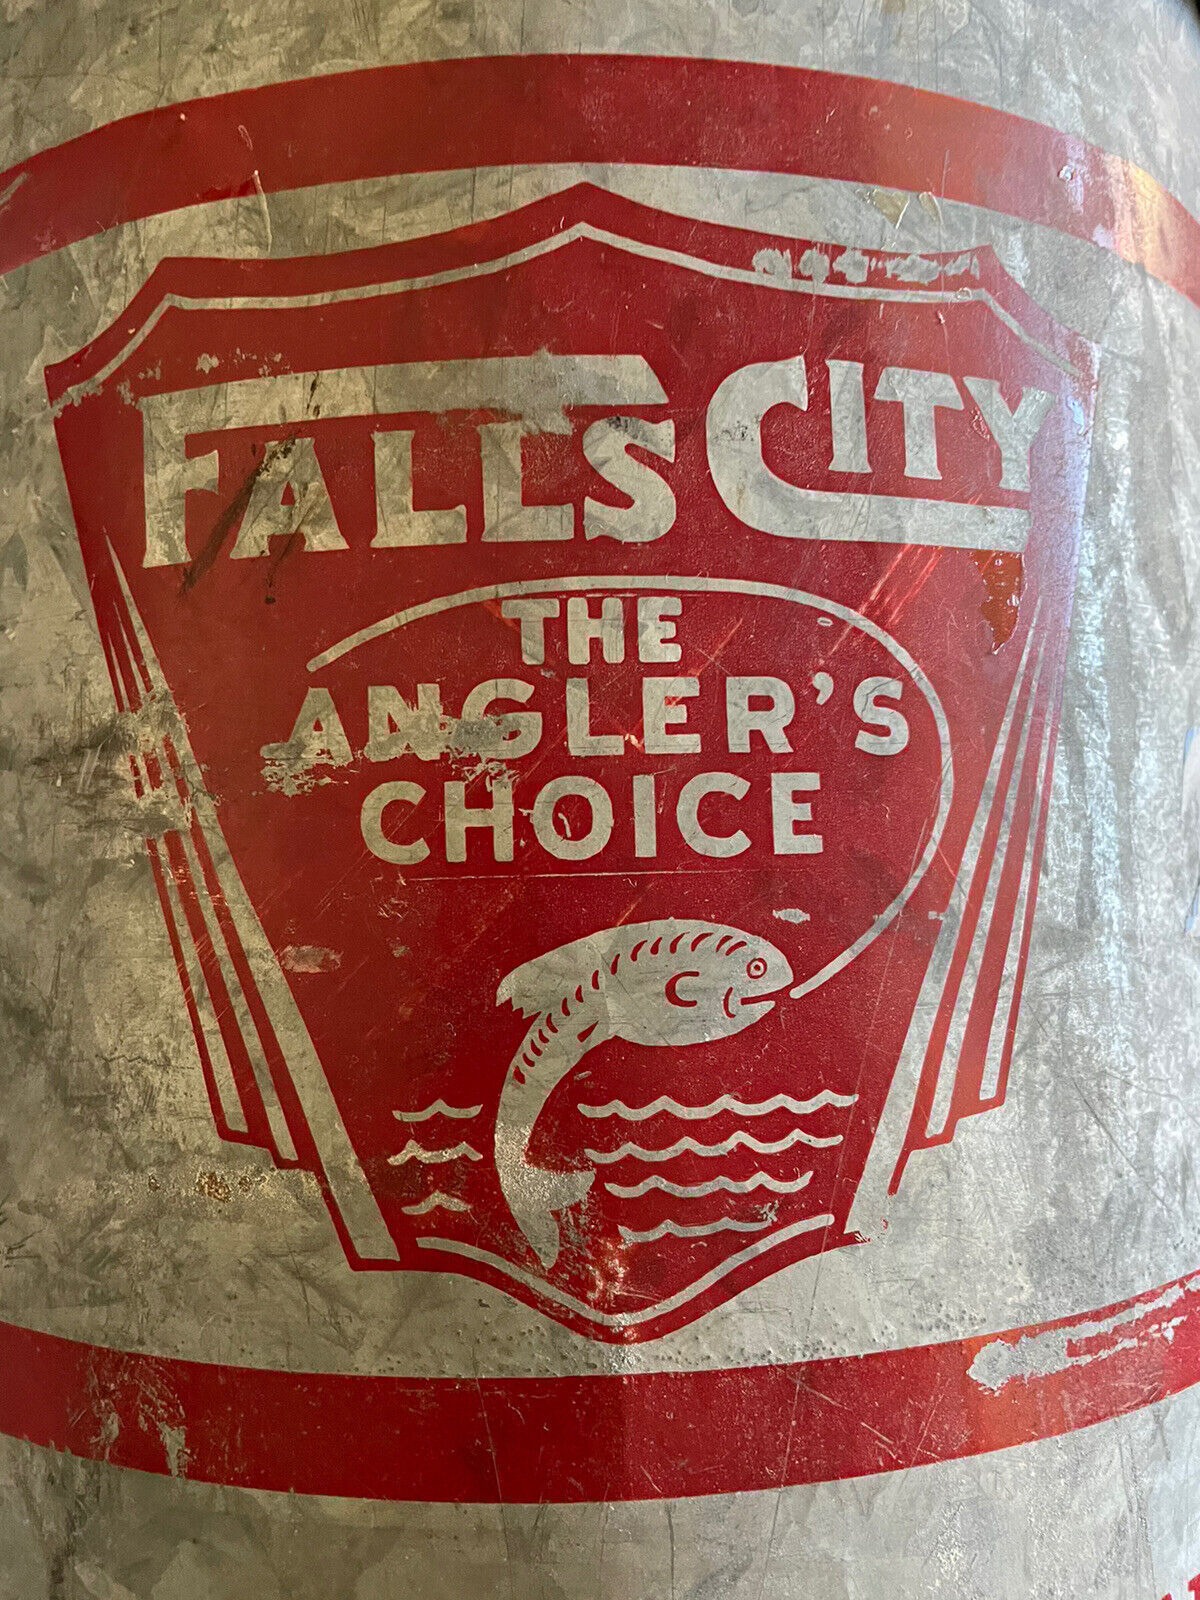 FALLS CITY
THE
ANGLER'S
CHOICE